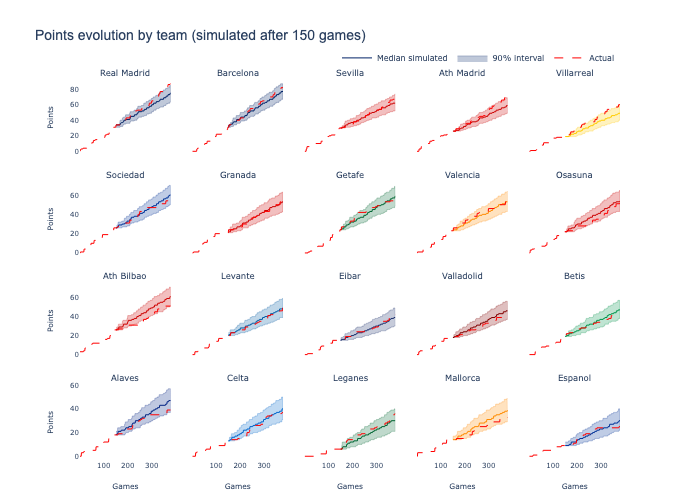 Points evolution by team (simulated after 150 games)
Median simulated 90% interval Actual
Real Madrid Barcelona Sevilla Ath Madrid Villarreal
80
60
40
20
0
Points
Sociedad Granada Getafe Valencia Osasuna
60
40
20
0
Points
Ath Bilbao Levante Eibar Valladolid Betis
60
40
20
0
Points
Alaves Celta Leganes Mallorca Espanol
60
40
20
0
Points
100 200 300 100 200 300 100 200 300 100 200 300 100 200 300
Games Games Games Games Games